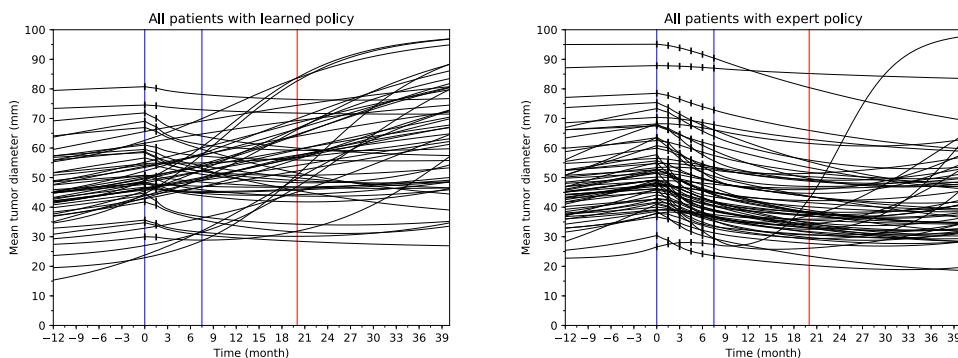 All patients with learned policy
100
90
80
70
60
50
40
30
20
10
0
Mean tumor diameter (mm)
−12 −9 −6 −3 0 3 6 9 12 15 18 21 24 27 30 33 36 39
Time (month)
All patients with expert policy
100
90
80
70
60
50
40
30
20
10
0
Mean tumor diameter (mm)
−12 −9 −6 −3 0 3 6 9 12 15 18 21 24 27 30 33 36 39
Time (month)